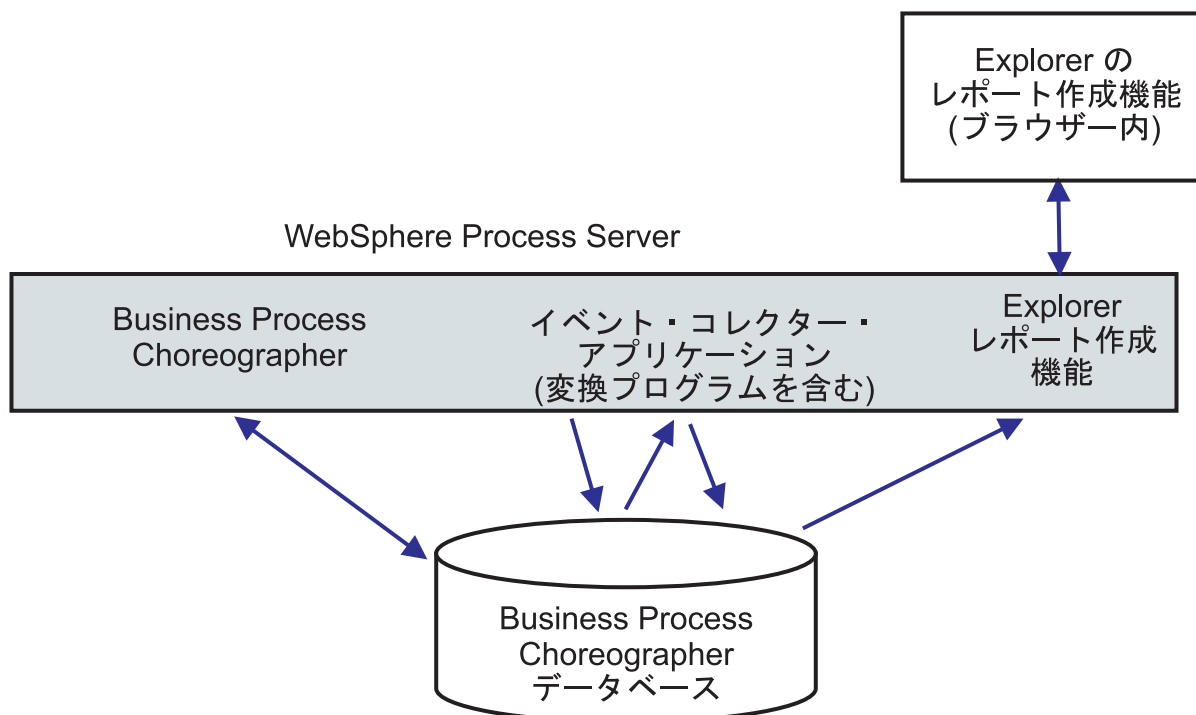 Explorer の
レポート作成機能
(ブラウザー内)
WebSphere Process Server
Business Process
Choreographer
イベント・コレクター・
アプリケーション
(変換プログラムを含む)
Explorer
レポート作成
機能
Business Process
Choreographer
データベース